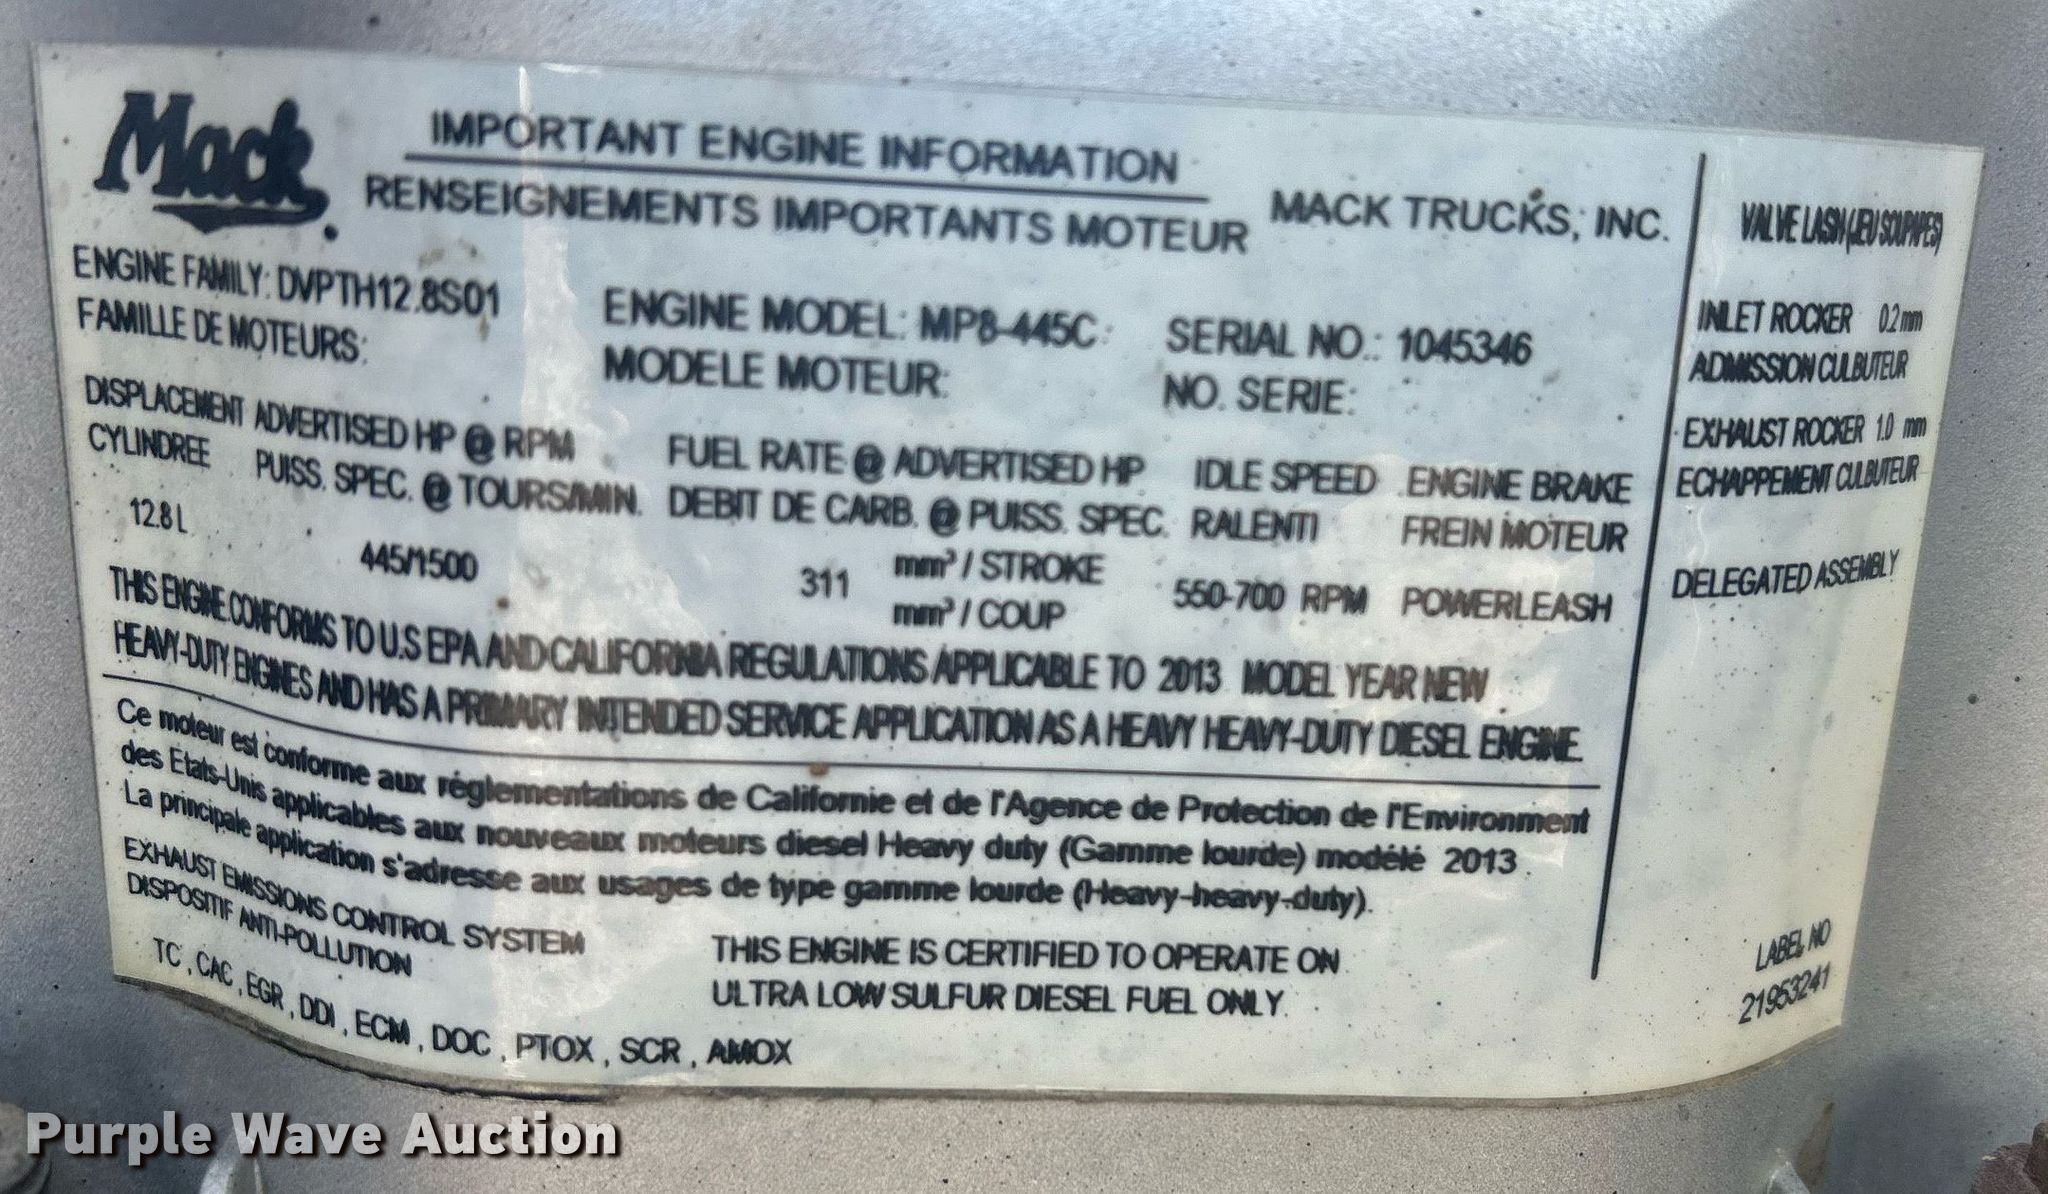 Mack
IMPORTANT ENGINE INFORMATION
RENSEIGNEMENTS IMPORTANTS MOTEUR
MACK TRUCKS, INC.
ENGINE FAMILY: DVPTH12.8S01
FAMILLE DE MOTEURS:
ENGINE MODEL: MP8-445C
MODELE MOTEUR:
SERIAL NO.: 1045346
NO. SERIE:
DISPLACEMENT
CYLINDREE
12.8 L
ADVERTISED HP @ RPM
PUISS. SPEC. @ TOURS/MIN.
445/1500
FUEL RATE @ ADVERTISED HP
DEBIT DE CARB. @ PUISS. SPEC.
311 mm³ / STROKE
mm³ / COUP
IDLE SPEED
RALENTI
550-700 RPM
ENGINE BRAKE
FREIN MOTEUR
POWERLEASH
THIS ENGINE CONFORMS TO U.S EPA AND CALIFORNIA REGULATIONS APPLICABLE TO 2013 MODEL YEAR NEW
HEAVY-DUTY ENGINES AND HAS A PRIMARY INTENDED SERVICE APPLICATION AS A HEAVY HEAVY-DUTY DIESEL ENGINE.
Ce moteur est conforme aux réglementations de Californie et de l'Agence de Protection de l'Environment
des Etats-Unis applicables aux nouveaux moteurs diesel Heavy duty (Gamme lourde) modélé 2013.
La principale application s'adresse aux usages de type gamme lourde (Heavy-heavy-duty).
EXHAUST EMISSIONS CONTROL SYSTEM
DISPOSITIF ANTI-POLLUTION
TC , CAC , EGR , DDI , ECM , DOC , PTOX , SCR , AMOX
THIS ENGINE IS CERTIFIED TO OPERATE ON
ULTRA LOW SULFUR DIESEL FUEL ONLY.
VALVE LASH (JEU SOUPAPES)
INLET ROCKER 0.2 mm
ADMISSION CULBUTEUR
EXHAUST ROCKER 1.0 mm
ECHAPPEMENT CULBUTEUR
DELEGATED ASSEMBLY
LABEL NO
21953241
Purple Wave Auction